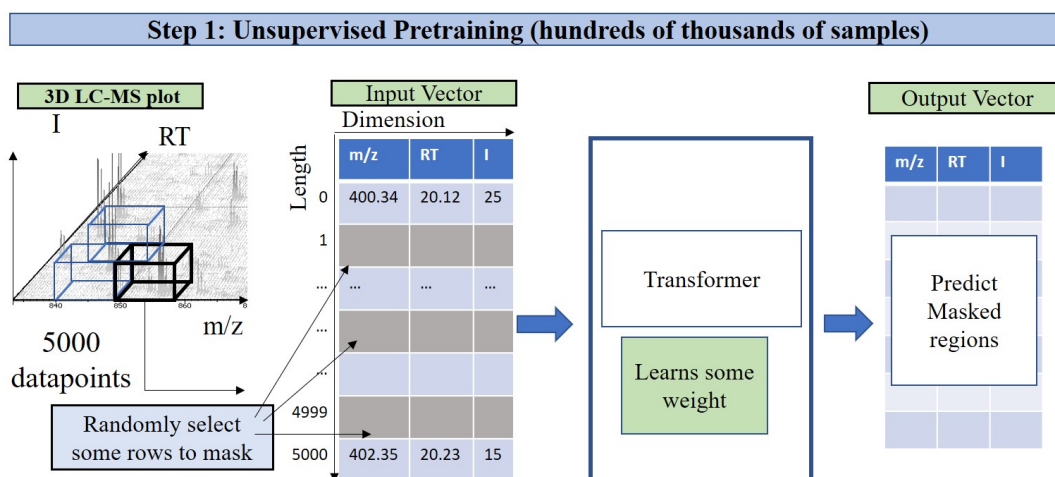 Step 1: Unsupervised Pretraining (hundreds of thousands of samples)
3D LC-MS plot
I
RT
840
850
860
8
m/z
5000
datapoints
Randomly select
some rows to mask
Input Vector
Dimension
Length
m/z RT I
0 400.34 20.12 25
1
... ... ... ...
...
...
4999
5000 402.35 20.23 15
Transformer
Learns some
weight
Output Vector
m/z RT I
Predict
Masked
regions